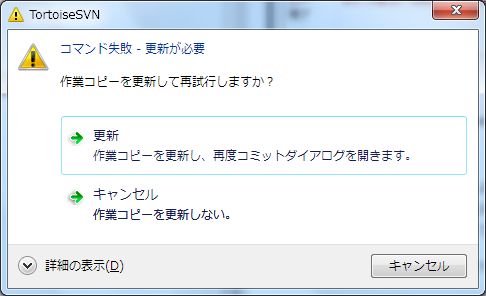 TortoiseSVN
コマンド失敗 - 更新が必要
作業コピーを更新して再試行しますか？
更新
作業コピーを更新し、再度コミットダイアログを開きます。
キャンセル
作業コピーを更新しない。
詳細の表示(D)
キャンセル